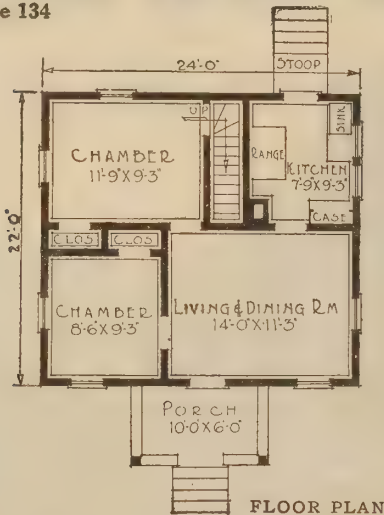 e 134
24'-0"
STOOP
UP
SINK
RANGE
CHAMBER
11'-9"X9'-3"
KITCHEN
7'-9"X9'-3"
CASE
22'-0"
CLOS
CLOS
CHAMBER
8'-6"X9'-3"
LIVING & DINING RM
14'-0"X11'-3"
PORCH
10'-0"X6'-0"
FLOOR PLAN